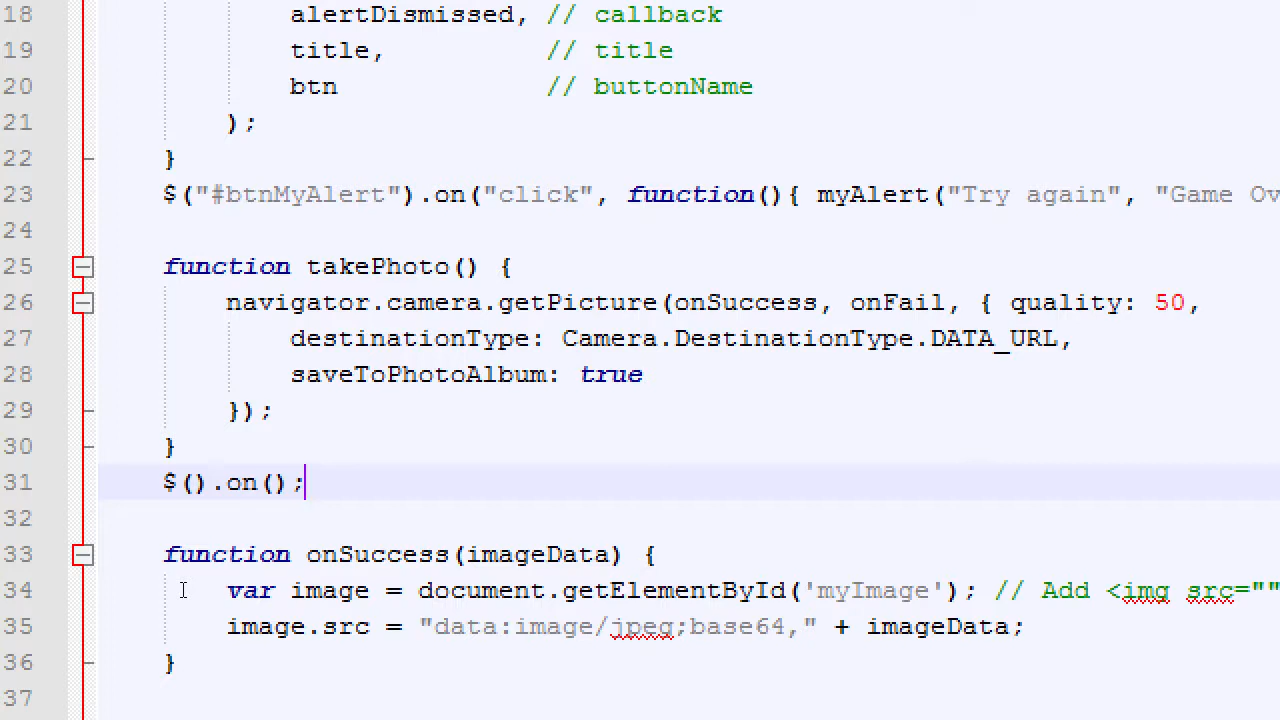 18 alertDismissed, // callback
19 title, // title
20 btn // buttonName
21 );
22 }
23 $("#btnMyAlert").on("click", function(){ myAlert("Try again", "Game Ov
24
25 function takePhoto() {
26 navigator.camera.getPicture(onSuccess, onFail, { quality: 50,
27 destinationType: Camera.DestinationType.DATA_URL,
28 saveToPhotoAlbum: true
29 });
30 }
31 $().on();
32
33 function onSuccess(imageData) {
34 var image = document.getElementById('myImage'); // Add <img src=""
35 image.src = "data:image/jpeg;base64," + imageData;
36 }
37